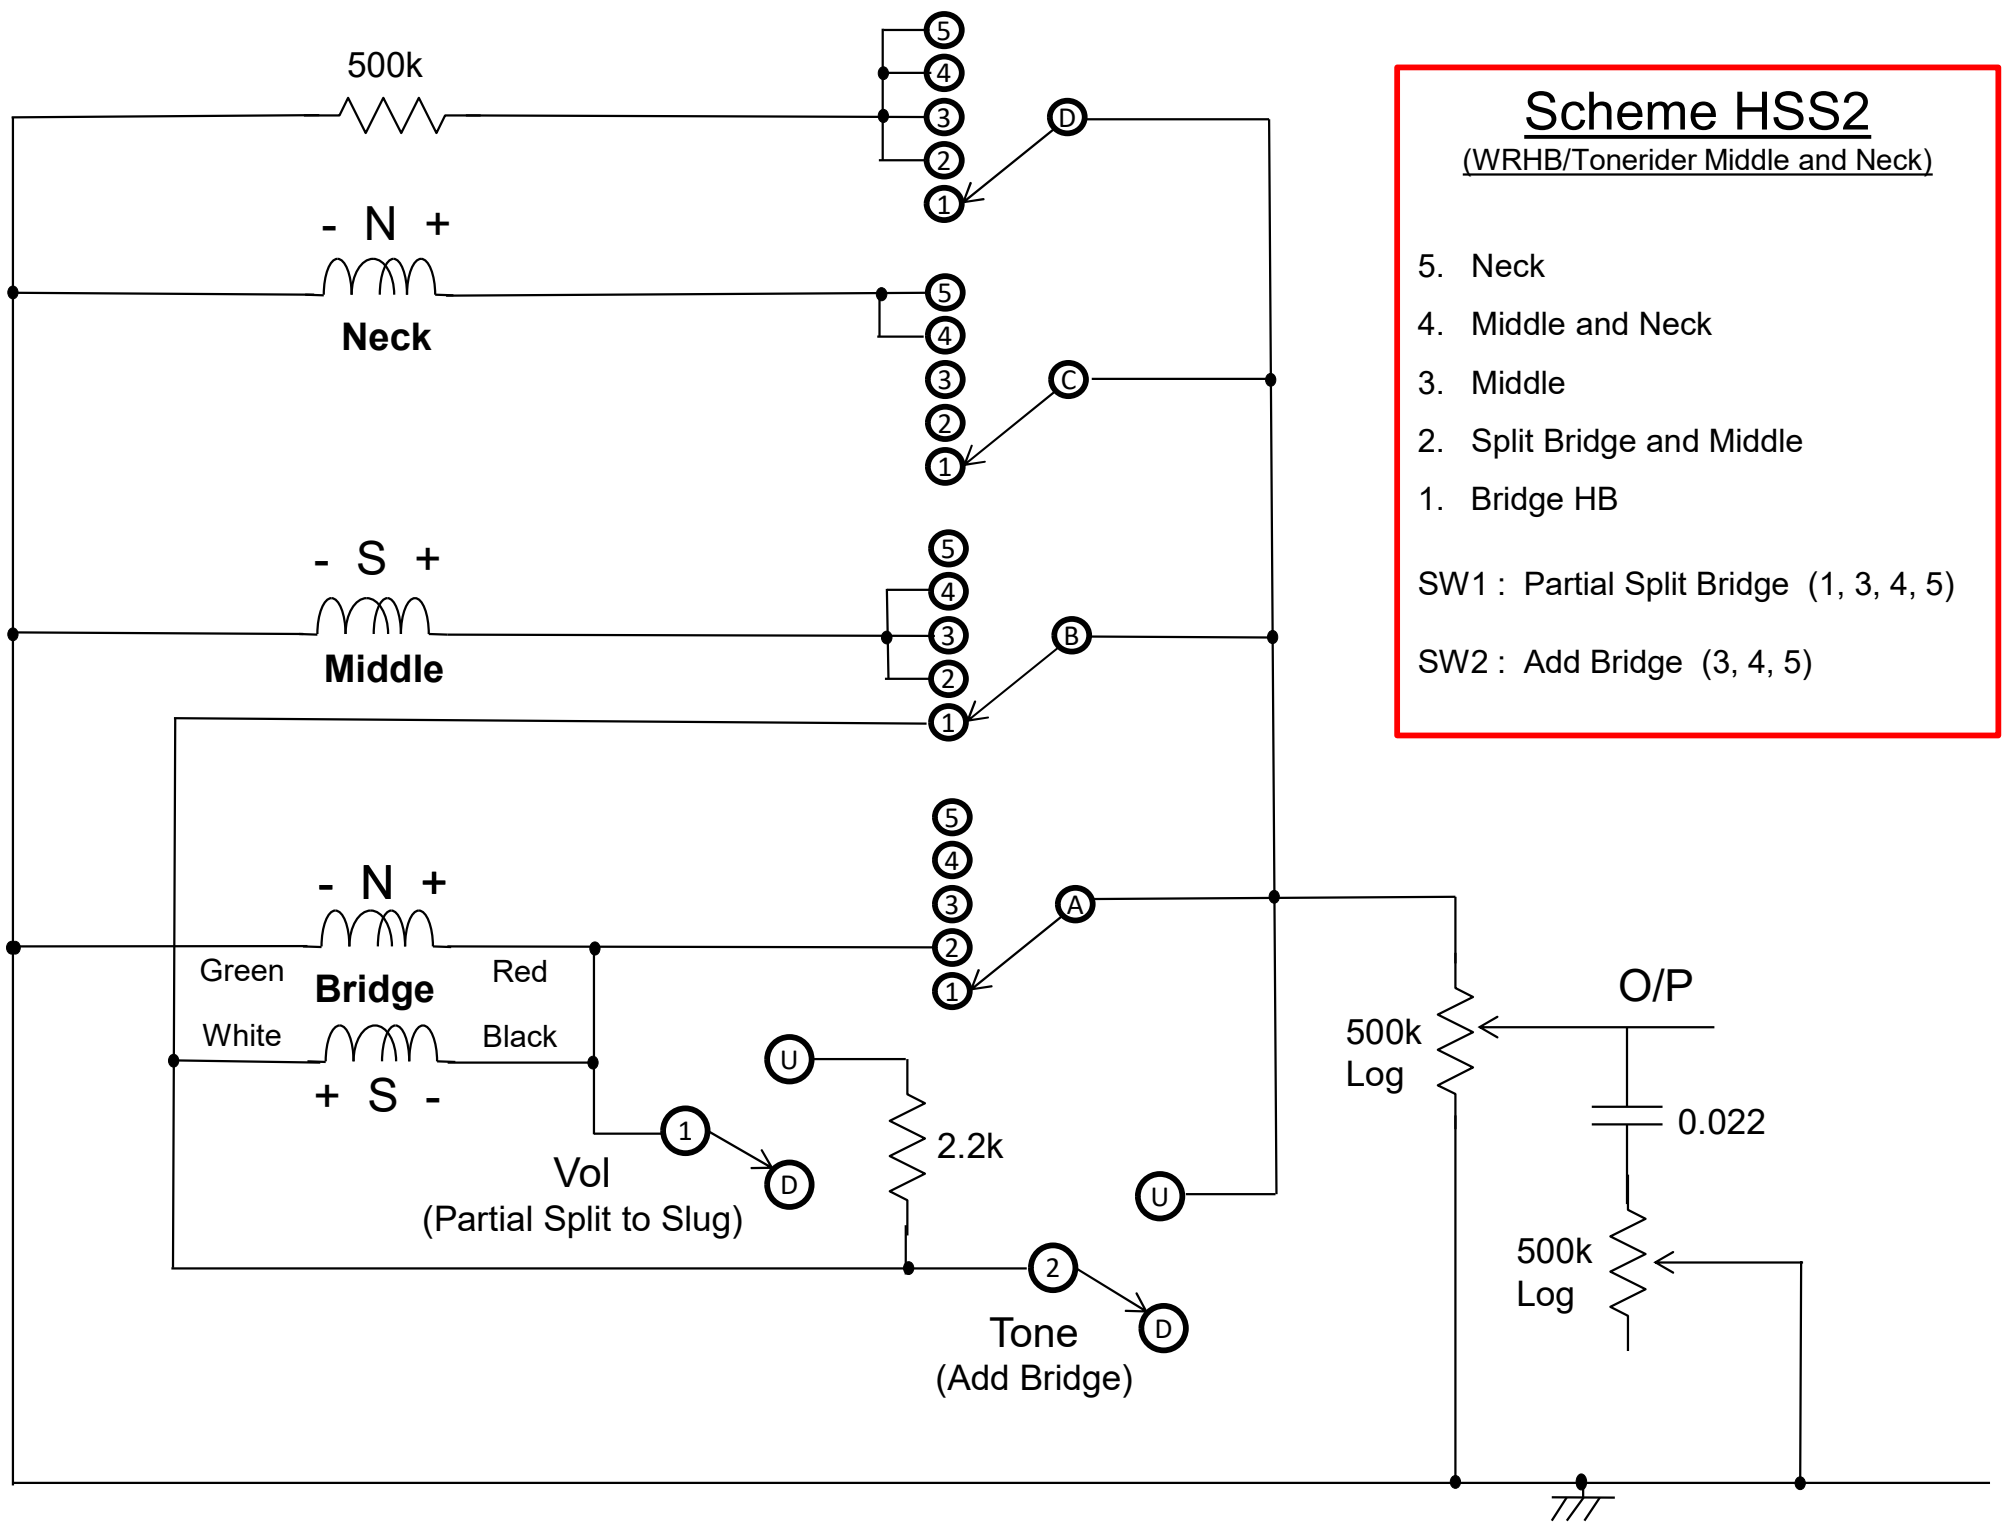 500k
5
4
3
2
1
D
- N +
Neck
5
4
3
2
1
C
- S +
Middle
5
4
3
2
1
B
- N +
Green
Bridge
Red
White
Black
+ S -
5
4
3
2
1
A
U
1
D
Vol
(Partial Split to Slug)
2.2k
U
2
D
Tone
(Add Bridge)
500k
Log
O/P
0.022
500k
Log
Scheme HSS2
(WRHB/Tonerider Middle and Neck)
5. Neck
4. Middle and Neck
3. Middle
2. Split Bridge and Middle
1. Bridge HB
SW1 : Partial Split Bridge (1, 3, 4, 5)
SW2 : Add Bridge (3, 4, 5)